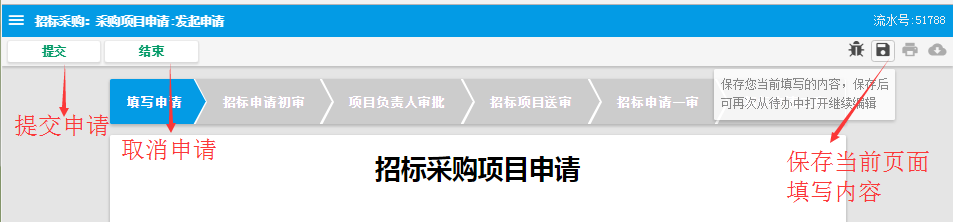 招标采购：采购项目申请-发起申请
流水号:51788
提交
结束
填写申请
招标申请初审
项目负责人审批
招标项目送审
招标申请一审
保存您当前填写的内容，保存后
可再次从待办中打开继续编辑
提交申请
取消申请
保存当前页面
填写内容
招标采购项目申请